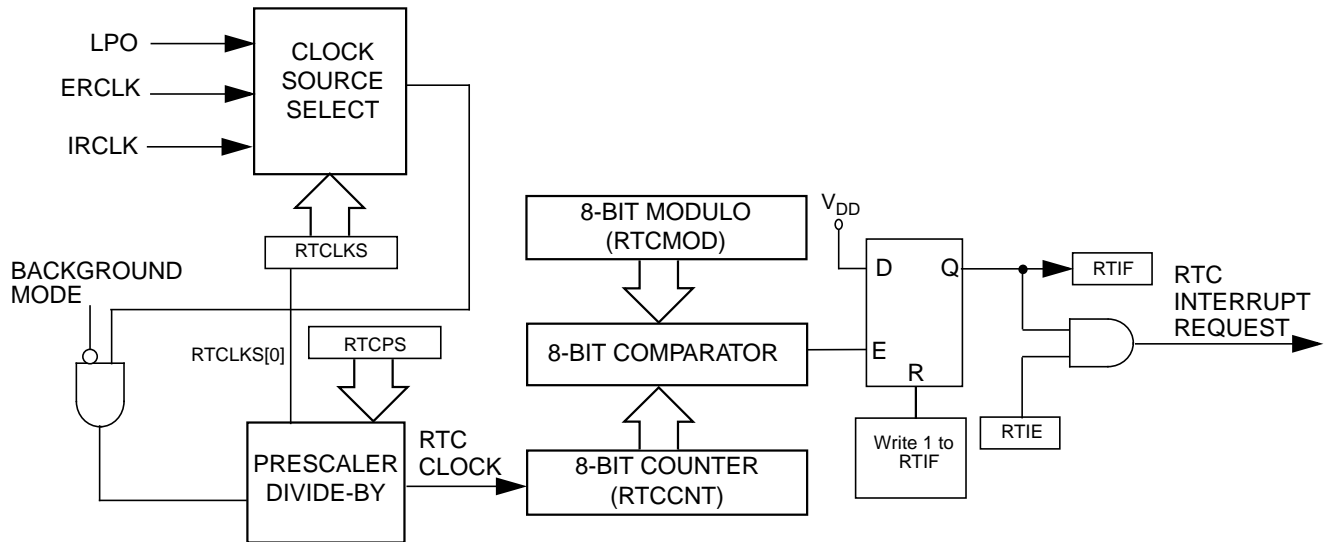 LPO
ERCLK
IRCLK
CLOCK
SOURCE
SELECT
RTCLKS
BACKGROUND
MODE
RTCLKS[0]
RTCPS
PRESCALER
DIVIDE-BY
RTC
CLOCK
8-BIT MODULO
(RTCMOD)
8-BIT COMPARATOR
8-BIT COUNTER
(RTCCNT)
VDD
D
Q
E
R
Write 1 to
RTIF
RTIF
RTIE
RTC
INTERRUPT
REQUEST